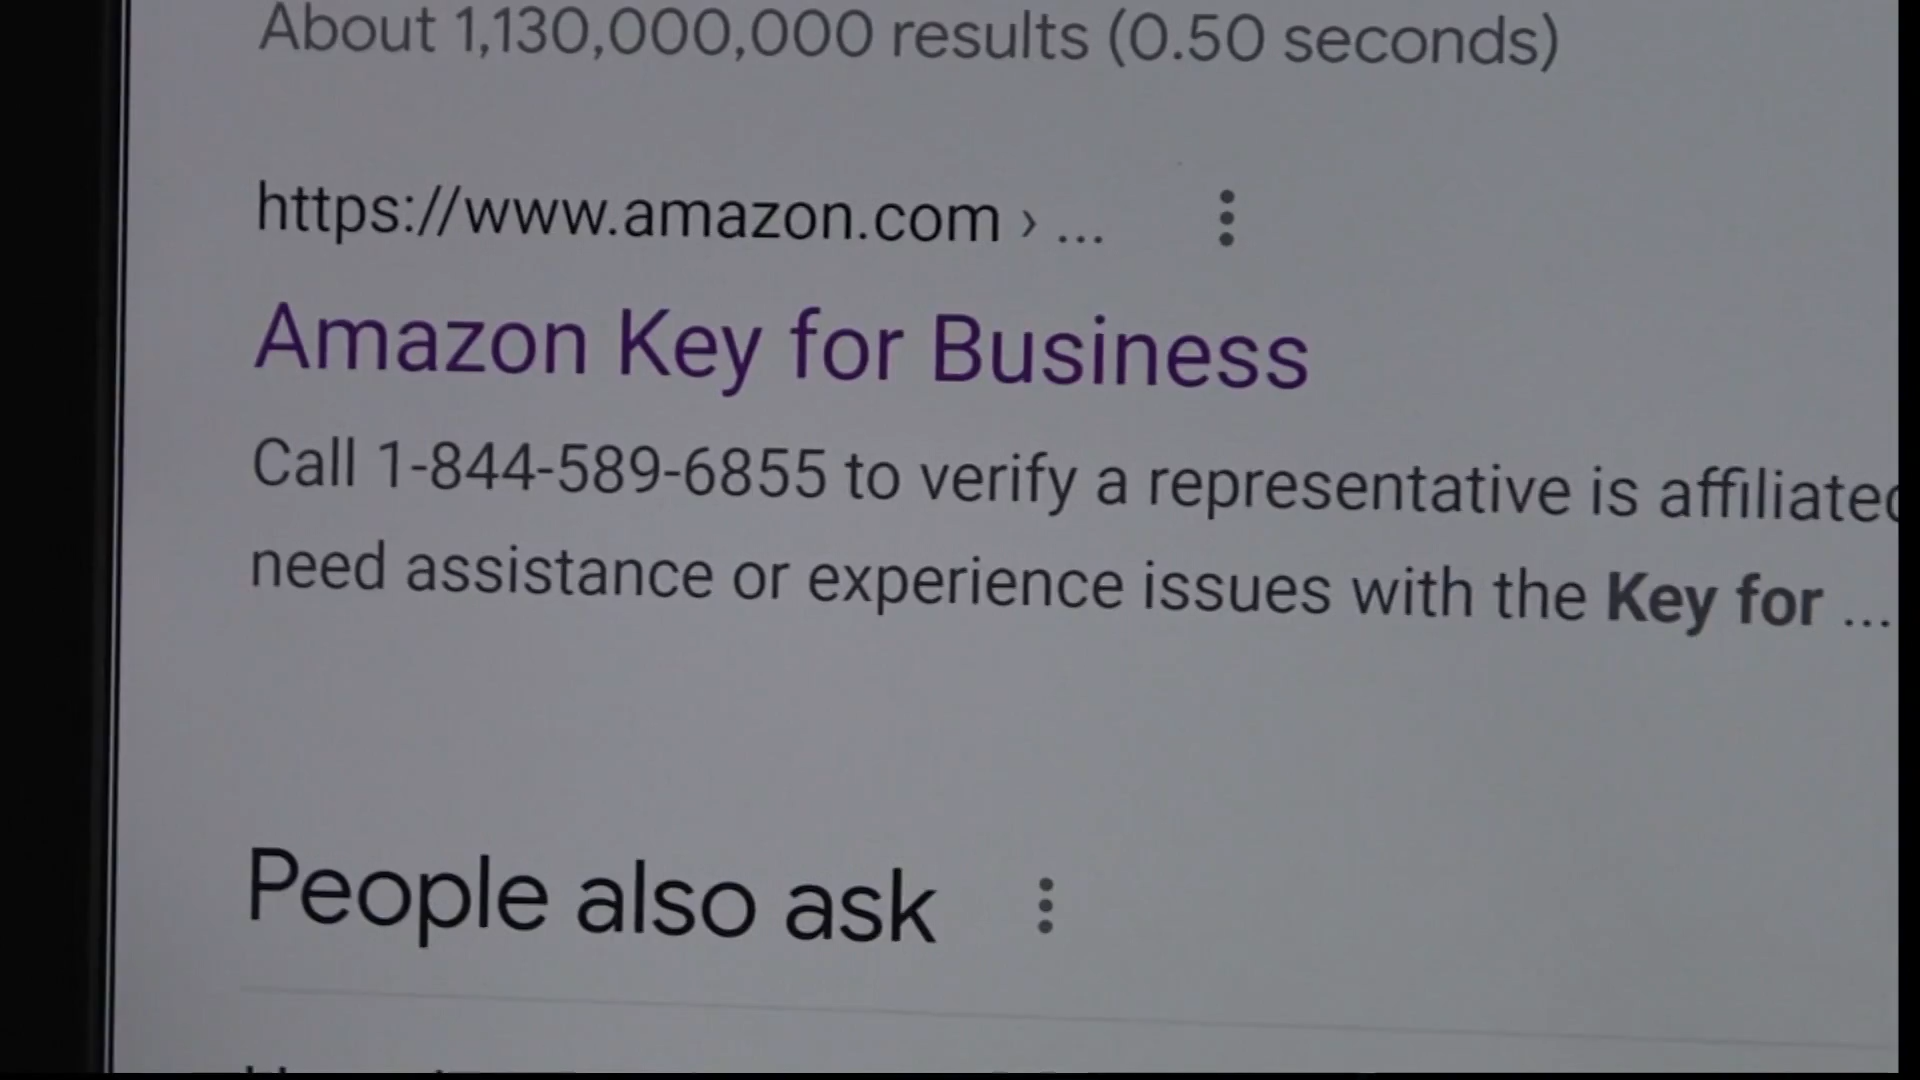 About 1,130,000,000 results (0.50 seconds)
https://www.amazon.com › ...
Amazon Key for Business
Call 1-844-589-6855 to verify a representative is affiliated
need assistance or experience issues with the Key for ...
People also ask